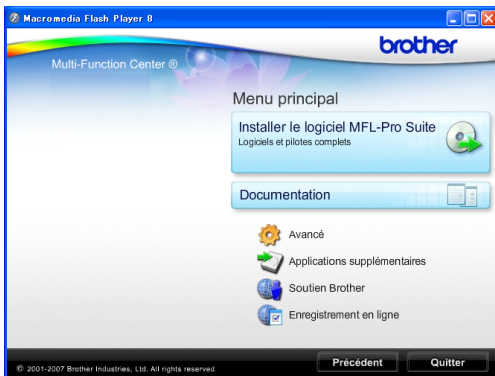 Macromedia Flash Player 8
brother
Multi-Function Center ®
Menu principal
Installer le logiciel MFL-Pro Suite
Logiciels et pilotes complets
Documentation
Avancé
Applications supplémentaires
Soutien Brother
Enregistrement en ligne
© 2001-2007 Brother Industries, Ltd. All rights reserved.
Précédent
Quitter